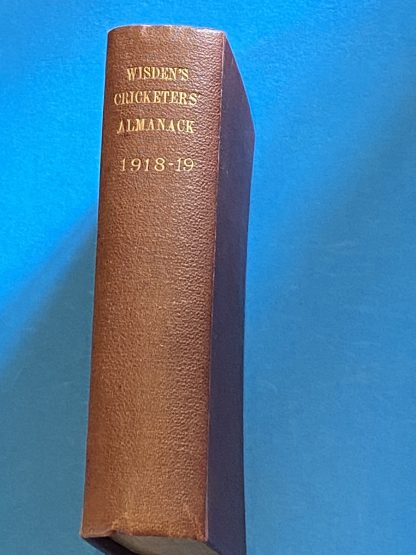 WISDEN'S
CRICKETERS'
ALMANACK
1918-19